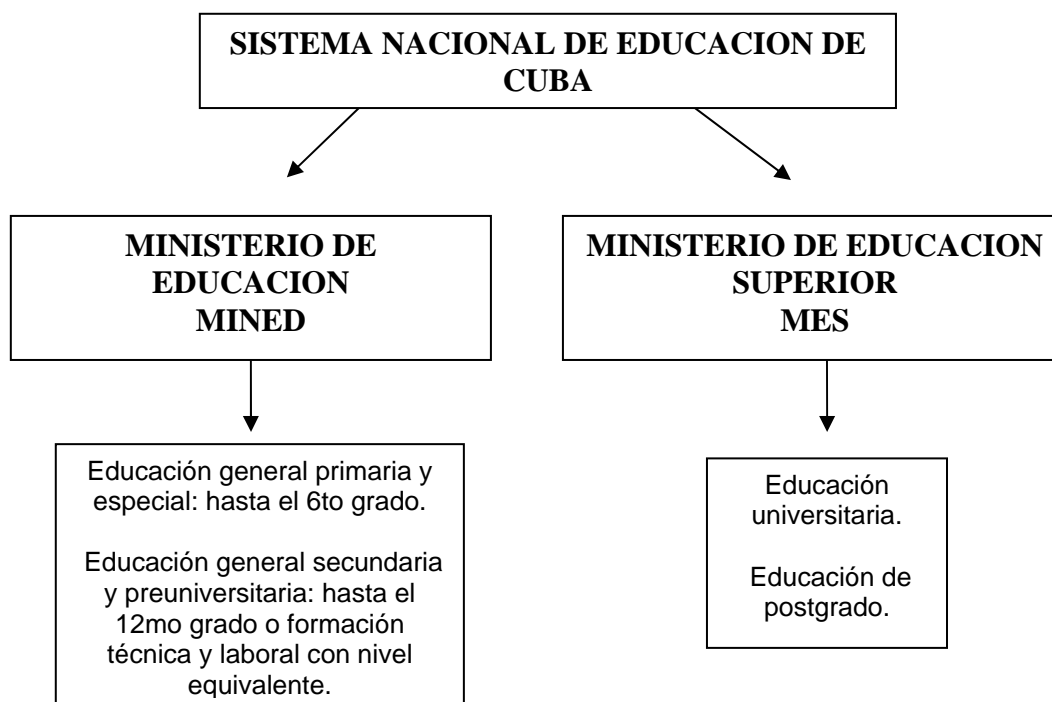 SISTEMA NACIONAL DE EDUCACION DE
CUBA
MINISTERIO DE
EDUCACION
MINED
MINISTERIO DE EDUCACION
SUPERIOR
MES
Educación general primaria y
especial: hasta el 6to grado.
Educación general secundaria
y preuniversitaria: hasta el
12mo grado o formación
técnica y laboral con nivel
equivalente.
Educación
universitaria.
Educación de
postgrado.